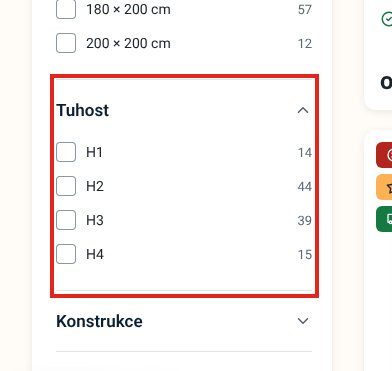 180 × 200 cm 57
200 × 200 cm 12
Tuhost
H1 14
H2 44
H3 39
H4 15
Konstrukce